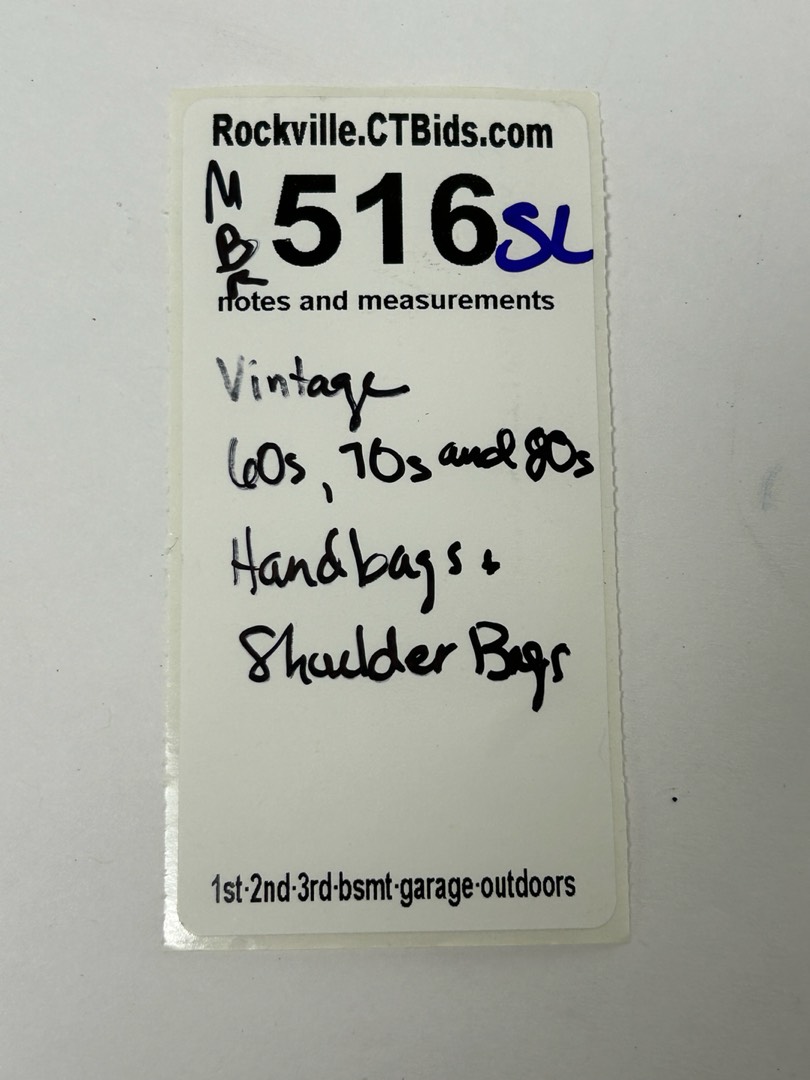 Rockville.CTBids.com
MBR
516 SL
notes and measurements
Vintage
60s, 70s and 80s
Handbags +
Shoulder Bags
1st·2nd·3rd·bsmt·garage·outdoors